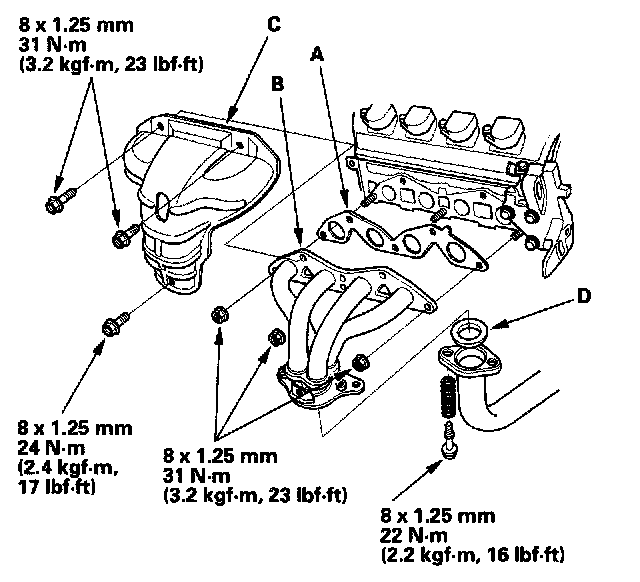 8 x 1.25 mm
31 N·m
(3.2 kgf·m, 23 lbf·ft)
C
A
B
D
8 x 1.25 mm
24 N·m
(2.4 kgf·m,
17 lbf·ft)
8 x 1.25 mm
31 N·m
(3.2 kgf·m, 23 lbf·ft)
8 x 1.25 mm
22 N·m
(2.2 kgf·m, 16 lbf·ft)